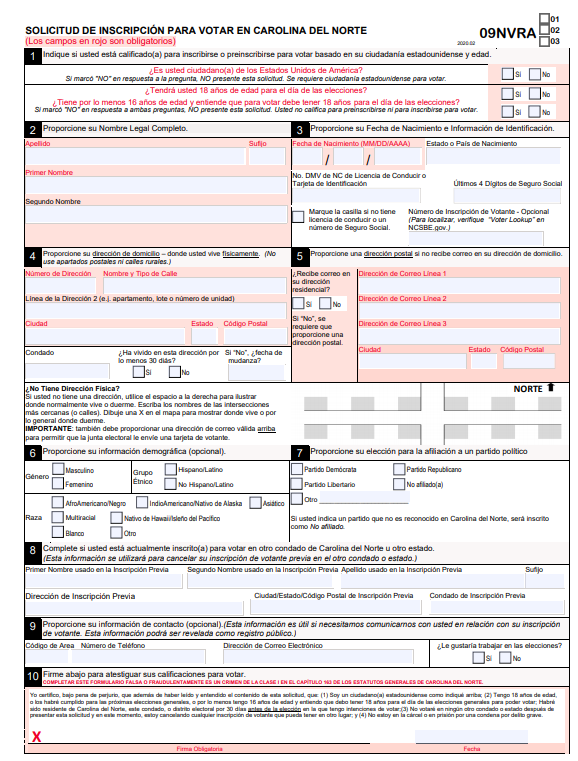 SOLICITUD DE INSCRIPCIÓN PARA VOTAR EN CAROLINA DEL NORTE
(Los campos en rojo son obligatorios)
2020.02
09NVRA
01
02
03
1 Indique si usted está calificado(a) para inscribirse o preinscribirse para votar basado en su ciudadanía estadounidense y edad.
¿Es usted ciudadano(a) de los Estados Unidos de América?
Si marcó "NO" en respuesta a la pregunta, NO presente esta solicitud. Se requiere ciudadanía estadounidense para votar.
Sí No
¿Tendrá usted 18 años de edad para el día de las elecciones?
Sí No
¿Tiene por lo menos 16 años de edad y entiende que para votar debe tener 18 años para el día de las elecciones?
Si marcó "NO" en respuesta a ambas preguntas, NO presente esta solicitud. Usted no califica para preinscribirse ni para inscribirse para votar.
Sí No
2 Proporcione su Nombre Legal Completo.
Apellido Sufijo
Primer Nombre
Segundo Nombre
3 Proporcione su Fecha de Nacimiento e Información de Identificación.
Fecha de Nacimiento (MM/DD/AAAA) Estado o País de Nacimiento
/ /
No. DMV de NC de Licencia de Conducir o
Tarjeta de Identificación
Últimos 4 Dígitos de Seguro Social
Marque la casilla si no tiene
licencia de conducir o un
número de Seguro Social.
Número de Inscripción de Votante - Opcional
(Para localizar, verifique "Voter Lookup" en
NCSBE.gov.)
4 Proporcione su dirección de domicilio – donde usted vive físicamente. (No
use apartados postales ni calles rurales.)
Número de Dirección Nombre y Tipo de Calle
Línea de la Dirección 2 (e.j. apartamento, lote o número de unidad)
Ciudad Estado Código Postal
Condado
¿Ha vivido en esta dirección por
lo menos 30 días?
Sí No
Si "No", ¿fecha de
mudanza?
5 Proporcione una dirección postal si no recibe correo en su dirección de domicilio.
¿Recibe correo en
su dirección
residencial?
Sí No
Si "No", se
requiere que
proporcione una
dirección postal.
Dirección de Correo Línea 1
Dirección de Correo Línea 2
Dirección de Correo Línea 3
Ciudad Estado Código Postal
¿No Tiene Dirección Física?
Si usted no tiene una dirección, utilice el espacio a la derecha para ilustrar
donde normalmente vive o duerme. Escriba los nombres de las intersecciones
más cercanas (o calles). Dibuje una X en el mapa para mostrar donde vive o por
lo general donde duerme.
IMPORTANTE: también debe proporcionar una dirección de correo válida arriba
para permitir que la junta electoral le envíe una tarjeta de votante.
NORTE
6 Proporcione su información demográfica (opcional).
Género
Masculino
Femenino
Grupo
Étnico
Hispano/Latino
No Hispano/Latino
Raza
AfroAmericano/Negro IndioAmericano/Nativo de Alaska Asiático
Multiracial Nativo de Hawaii/Isleño del Pacífico
Blanco Otro
7 Proporcione su elección para la afiliación a un partido político
Partido Demócrata Partido Republicano
Partido Libertario No afiliado(a)
Otro
Si usted indica un partido que no es reconocido en Carolina del Norte, será inscrito
como No afiliado.
8 Complete si usted está actualmente inscrito(a) para votar en otro condado de Carolina del Norte u otro estado.
(Esta información se utilizará para cancelar su inscripción de votante previa en el otro condado o estado.)
Primer Nombre usado en la Inscripción Previa Segundo Nombre usado en la Inscripción Previa Apellido usado en la Inscripción Previa Sufijo
Dirección de Inscripción Previa Ciudad/Estado/Código Postal de Inscripción Previa Condado de Inscripción Previa
9 Proporcione su información de contacto (opcional).(Esta información es útil si necesitamos comunicarnos con usted en relación con su inscripción
de votante. Esta información podrá ser revelada como registro público.)
Código de Area Número de Teléfono Dirección de Correo Electrónico ¿Le gustaría trabajar en las elecciones?
Sí No
10 Firme abajo para atestiguar sus calificaciones para votar.
COMPLETAR ESTE FORMULARIO FALSA O FRAUDULENTAMENTE ES UN CRIMEN DE LA CLASE I EN EL CAPÍTULO 163 DE LOS ESTATUTOS GENERALES DE CAROLINA DEL NORTE.
Yo certifico, bajo pena de perjurio, que además de haber leído y entendido el contenido de esta solicitud, que: (1) Soy un ciudadano(a) estadounidense como indiqué arriba; (2) Tengo 18 años de edad,
o los habré cumplido para las próximas elecciones generales, o por lo menos tengo 16 años de edad y entiendo que debo tener 18 años para el día de las elecciones generales para poder votar; Habré
sido residente de Carolina del Norte, este condado, o distrito electoral por 30 días antes de la elección en la que tengo intenciones de votar;(3) No votaré en ningún otro condado o estado después de
presentar esta solicitud y en este momento, estoy cancelando cualquier inscripción de votante que pueda tener en otro lugar; y (4) No estoy en la cárcel o en prisión por una condena por delito grave.
X
Firma Obligatoria Fecha